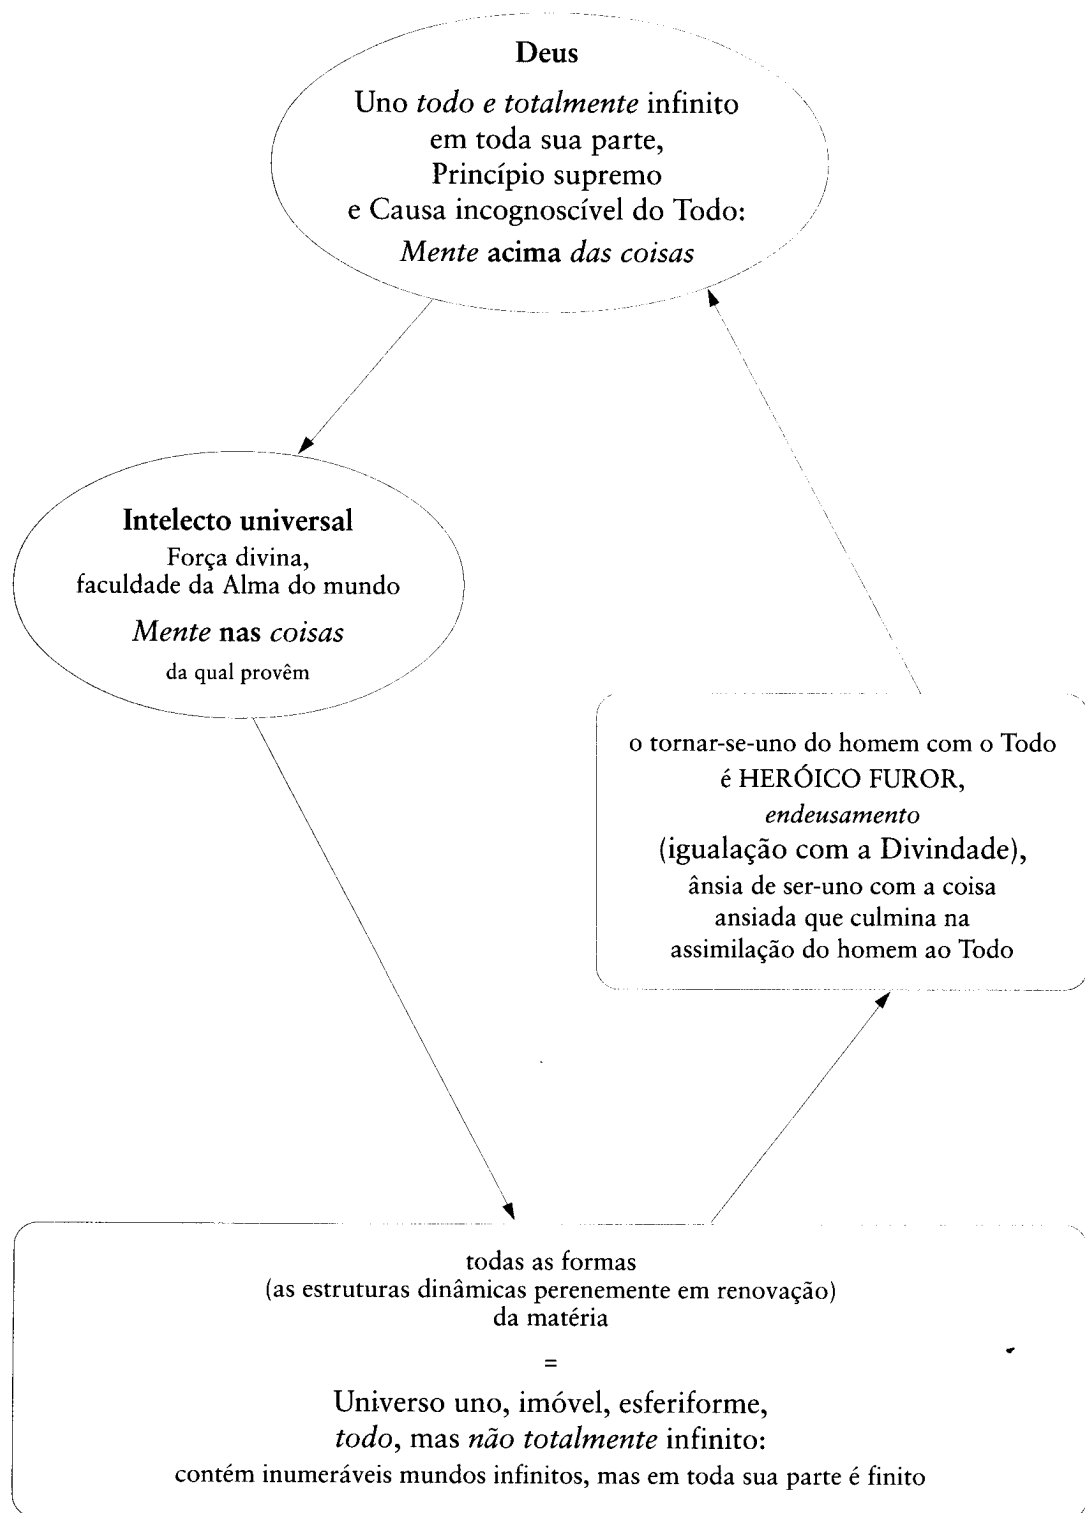 Deus
Uno todo e totalmente infinito
em toda sua parte,
Princípio supremo
e Causa incognoscível do Todo:
Mente acima das coisas
Intelecto universal
Força divina,
faculdade da Alma do mundo
Mente nas coisas
da qual provêm
o tornar-se-uno do homem com o Todo
é HERÓICO FUROR,
endeusamento
(igualação com a Divindade),
ânsia de ser-uno com a coisa
ansiada que culmina na
assimilação do homem ao Todo
todas as formas
(as estruturas dinâmicas perenemente em renovação)
da matéria
=
Universo uno, imóvel, esferiforme,
todo, mas não totalmente infinito:
contém inumeráveis mundos infinitos, mas em toda sua parte é finito